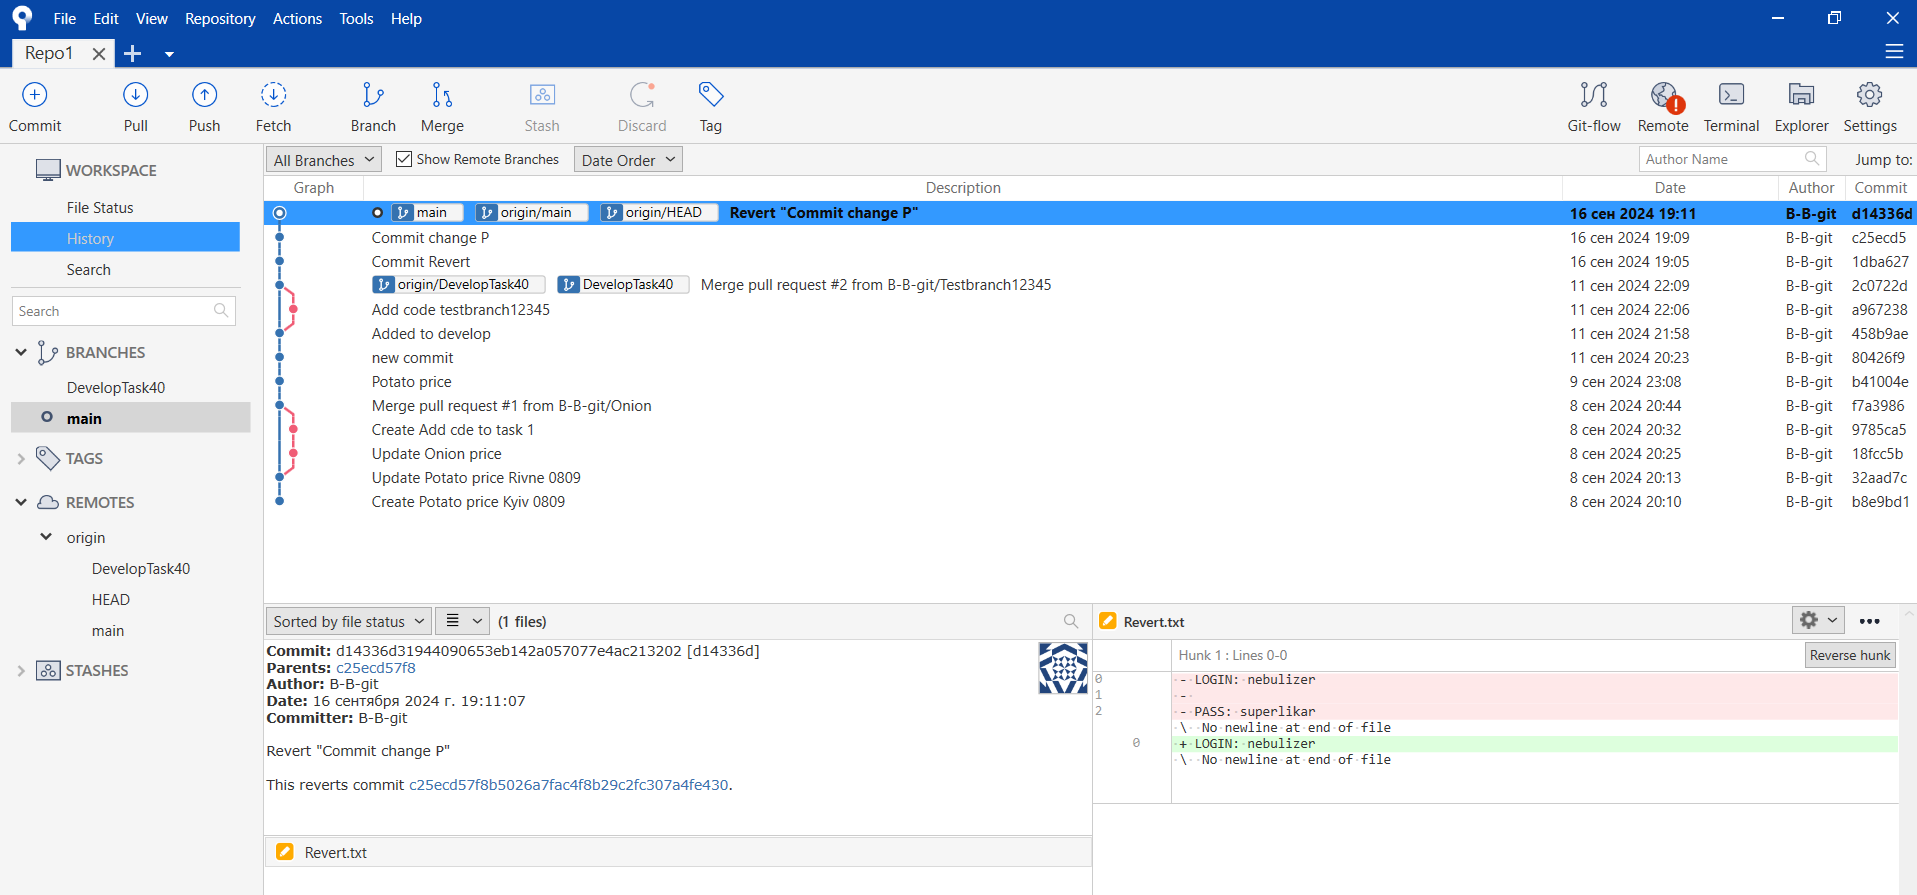 File Edit View Repository Actions Tools Help
Repo1
Commit Pull Push Fetch Branch Merge Stash Discard Tag Git-flow Remote Terminal Explorer Settings
WORKSPACE
File Status
History
Search
Search
BRANCHES
DevelopTask40
main
TAGS
REMOTES
origin
DevelopTask40
HEAD
main
STASHES
All Branches Show Remote Branches Date Order Author Name Jump to:
Graph Description Date Author Commit
main origin/main origin/HEAD Revert "Commit change P" 16 сен 2024 19:11 B-B-git d14336d
Commit change P 16 сен 2024 19:09 B-B-git c25ecd5
Commit Revert 16 сен 2024 19:05 B-B-git 1dba627
origin/DevelopTask40 DevelopTask40 Merge pull request #2 from B-B-git/Testbranch12345 11 сен 2024 22:09 B-B-git 2c0722d
Add code testbranch12345 11 сен 2024 22:06 B-B-git a967238
Added to develop 11 сен 2024 21:58 B-B-git 458b9ae
new commit 11 сен 2024 20:23 B-B-git 80426f9
Potato price 9 сен 2024 23:08 B-B-git b41004e
Merge pull request #1 from B-B-git/Onion 8 сен 2024 20:44 B-B-git f7a3986
Create Add cde to task 1 8 сен 2024 20:32 B-B-git 9785ca5
Update Onion price 8 сен 2024 20:25 B-B-git 18fcc5b
Update Potato price Rivne 0809 8 сен 2024 20:13 B-B-git 32aad7c
Create Potato price Kyiv 0809 8 сен 2024 20:10 B-B-git b8e9bd1
Sorted by file status (1 files)
Commit: d14336d31944090653eb142a057077e4ac213202 [d14336d]
Parents: c25ecd57f8
Author: B-B-git
Date: 16 сентября 2024 г. 19:11:07
Committer: B-B-git
Revert "Commit change P"
This reverts commit c25ecd57f8b5026a7fac4f8b29c2fc307a4fe430.
Revert.txt
Revert.txt
Hunk 1 : Lines 0-0 Reverse hunk
0 - LOGIN: nebulizer
1 -
2 - PASS: superlikar
\ No newline at end of file
0 + LOGIN: nebulizer
\ No newline at end of file